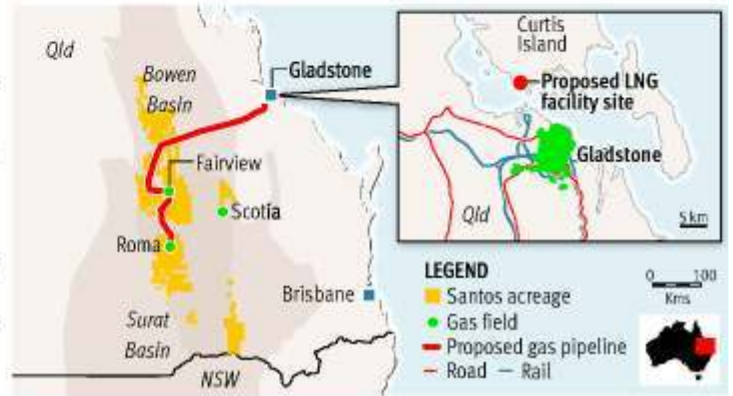 Qld
Bowen
Basin
Gladstone
Fairview
Scotia
Roma
Brisbane
Surat
Basin
NSW
Curtis
Island
Proposed LNG
facility site
Gladstone
Qld
5 km
LEGEND
Santos acreage
Gas field
Proposed gas pipeline
Road
Rail
0 100
Kms